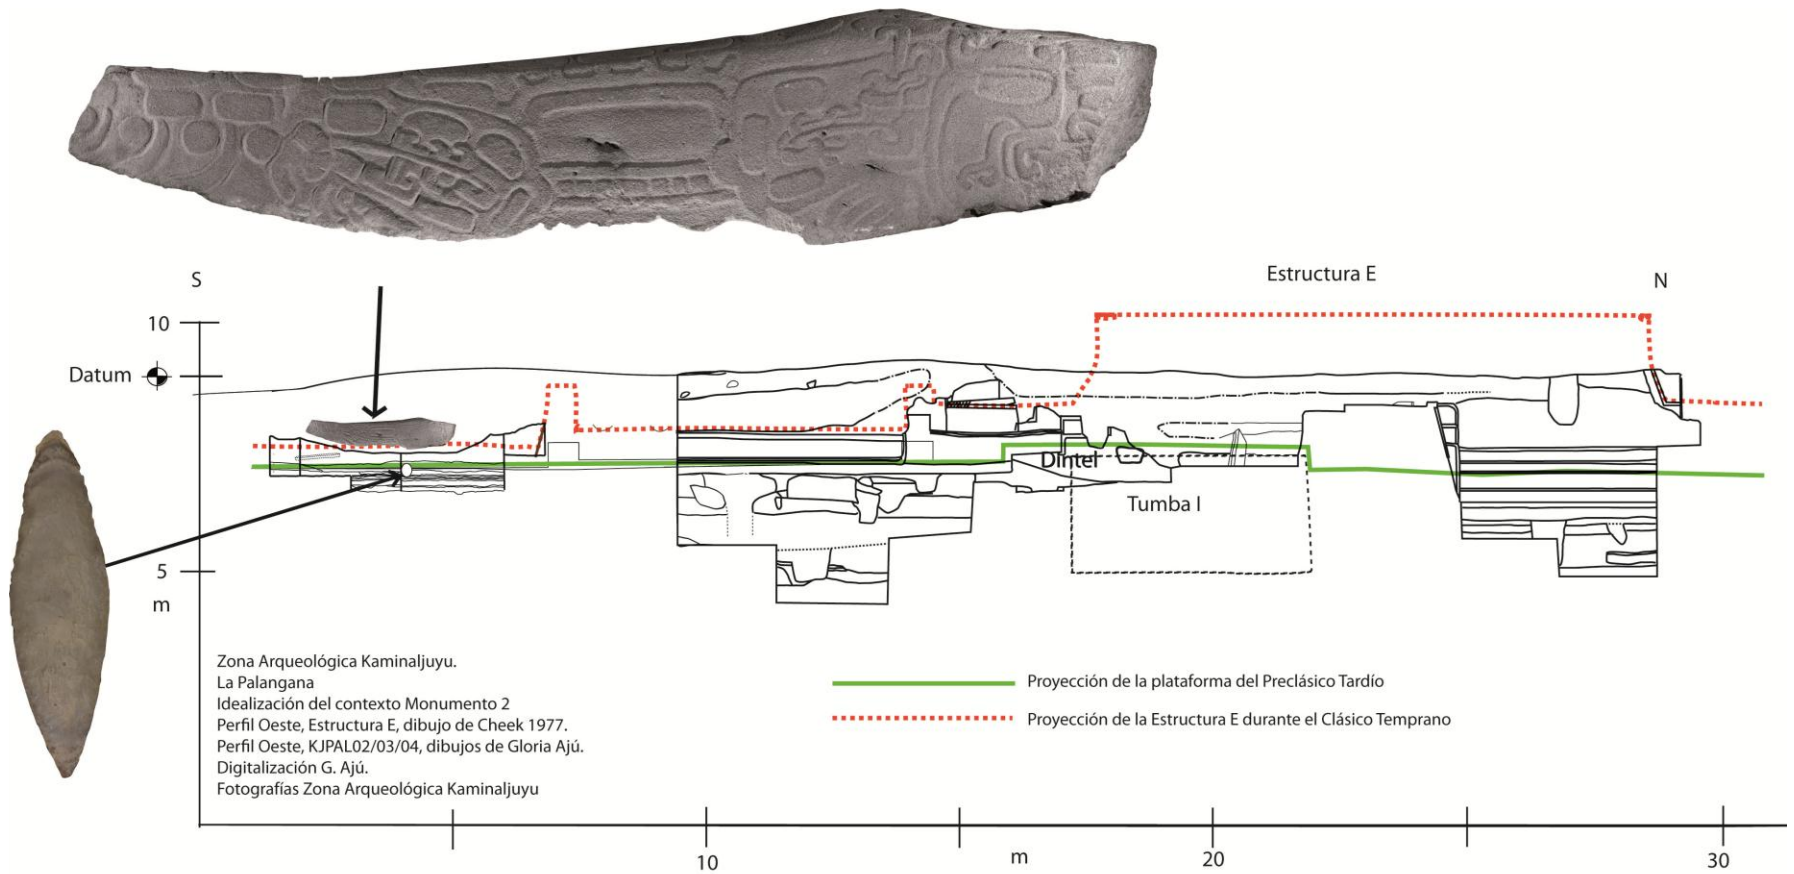 S
Estructura E
N
10
Datum
Dintel
Tumba I
5
m
Zona Arqueológica Kaminaljuyu.
La Palangana
Idealización del contexto Monumento 2
Perfil Oeste, Estructura E, dibujo de Cheek 1977.
Perfil Oeste, KJPAL02/03/04, dibujos de Gloria Ajú.
Digitalización G. Ajú.
Fotografías Zona Arqueológica Kaminaljuyu
Proyección de la plataforma del Preclásico Tardío
Proyección de la Estructura E durante el Clásico Temprano
10
m
20
30